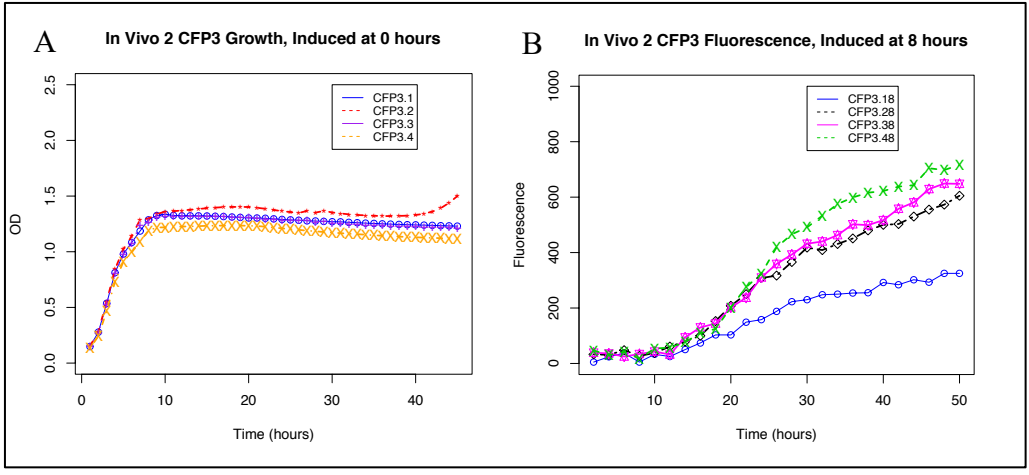 A
In Vivo 2 CFP3 Growth, Induced at 0 hours
OD
2.5
2.0
1.5
1.0
0.5
0.0
CFP3.1
CFP3.2
CFP3.3
CFP3.4
0 10 20 30 40
Time (hours)
B
In Vivo 2 CFP3 Fluorescence, Induced at 8 hours
Fluorescence
1000
800
600
400
200
0
CFP3.18
CFP3.28
CFP3.38
CFP3.48
10 20 30 40 50
Time (hours)